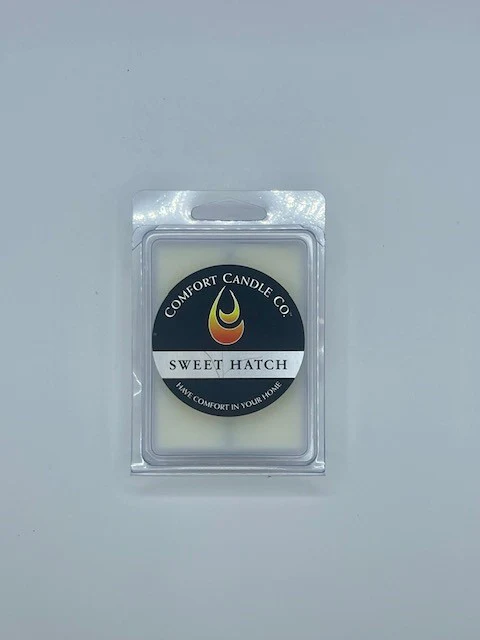 COMFORT CANDLE CO.
SWEET HATCH
HAVE COMFORT IN YOUR HOME